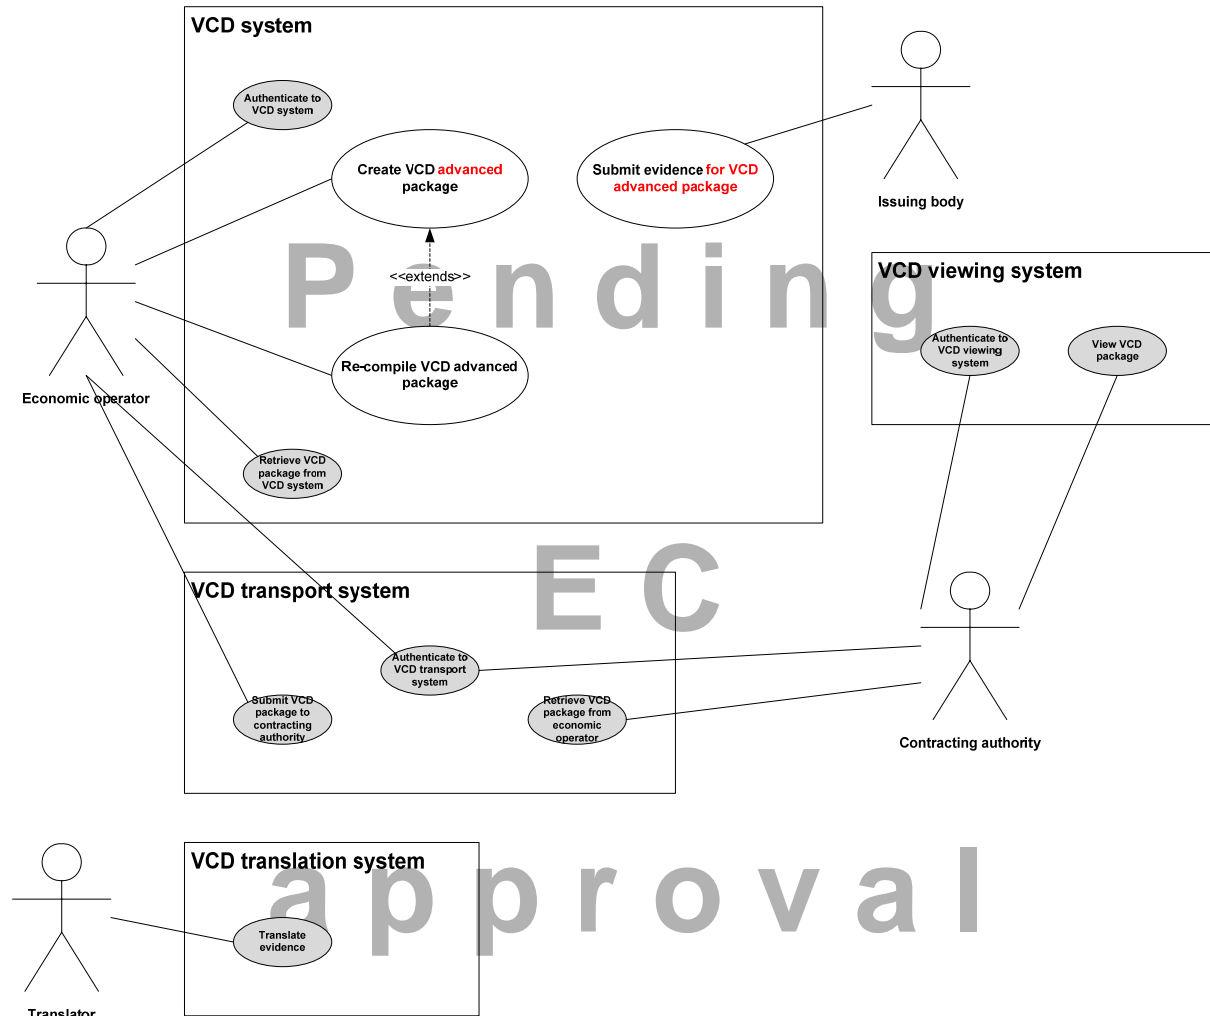 VCD system
Authenticate to
VCD system
Create VCD advanced
package
Submit evidence for VCD
advanced package
Issuing body
<<extends>>
Re-compile VCD advanced
package
Economic operator
Retrieve VCD
package from
VCD system
VCD viewing system
Authenticate to
VCD viewing
system
View VCD
package
Pending
EC
approval
VCD transport system
Authenticate to
VCD transport
system
Submit VCD
package to
contracting
authority
Retrieve VCD
package from
economic
operator
Contracting authority
VCD translation system
Translate
evidence
Translator